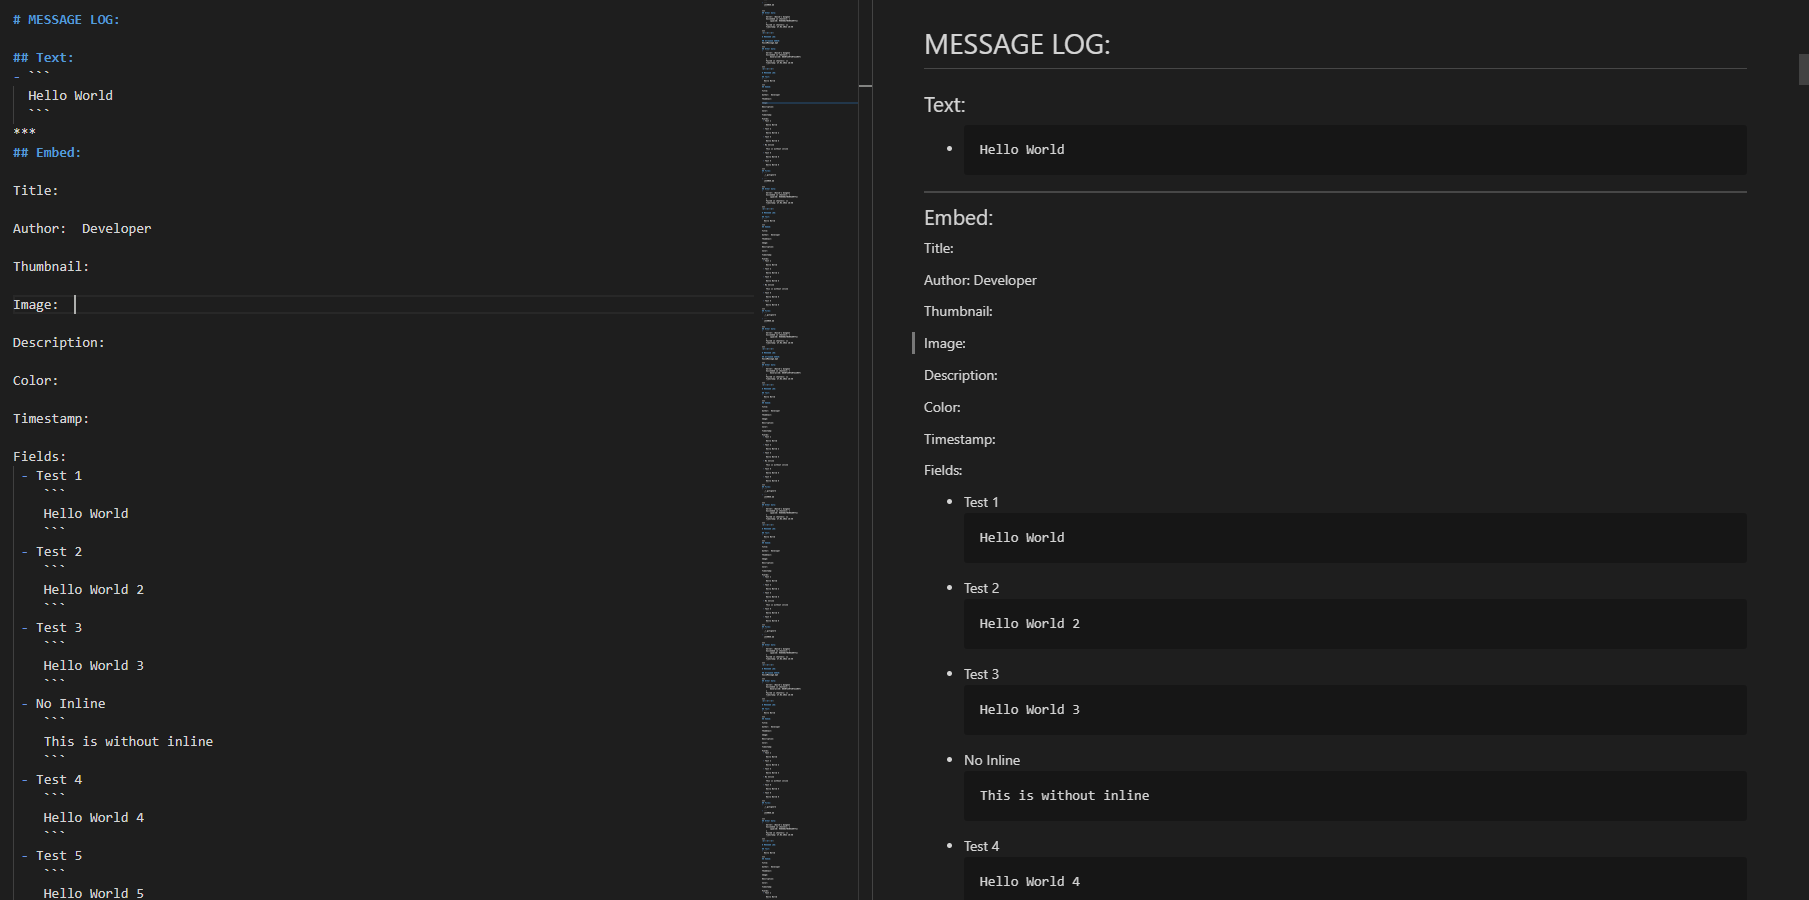 # MESSAGE LOG:
## Text:
- ```
Hello World
```
***
## Embed:
Title:
Author:  Developer
Thumbnail:
Image:
Description:
Color:
Timestamp:
Fields:
- Test 1
```
Hello World
```
- Test 2
```
Hello World 2
```
- Test 3
```
Hello World 3
```
- No Inline
```
This is without inline
```
- Test 4
```
Hello World 4
```
- Test 5
```
Hello World 5
MESSAGE LOG:
Text:
• Hello World
Embed:
Title:
Author: Developer
Thumbnail:
Image:
Description:
Color:
Timestamp:
Fields:
• Test 1
Hello World
• Test 2
Hello World 2
• Test 3
Hello World 3
• No Inline
This is without inline
• Test 4
Hello World 4